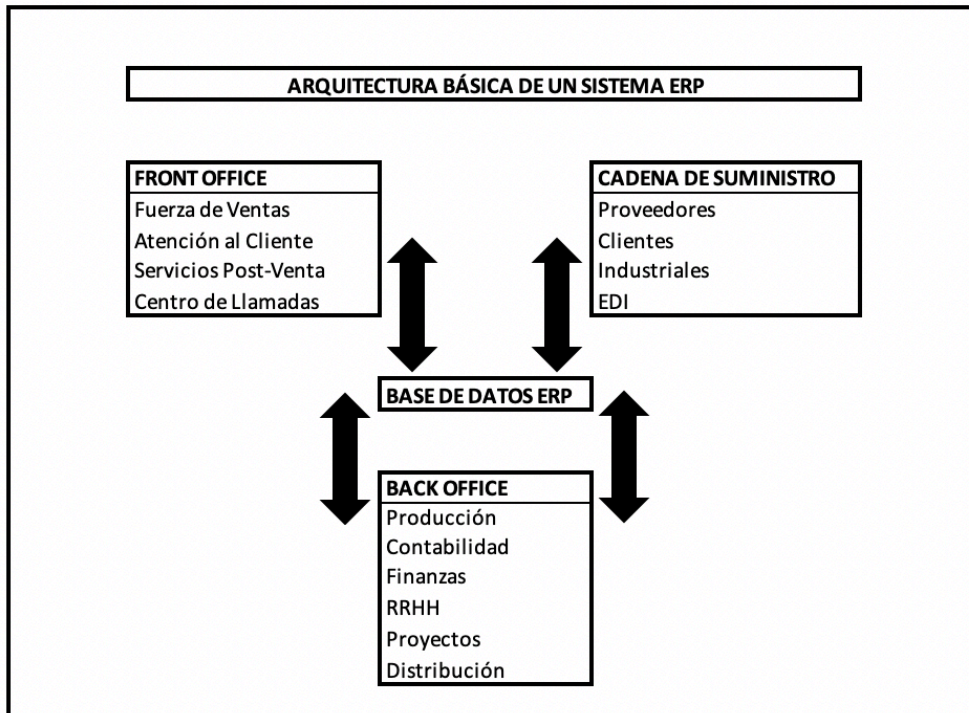 ARQUITECTURA BÁSICA DE UN SISTEMA ERP
FRONT OFFICE
Fuerza de Ventas
Atención al Cliente
Servicios Post-Venta
Centro de Llamadas
CADENA DE SUMINISTRO
Proveedores
Clientes
Industriales
EDI
BASE DE DATOS ERP
BACK OFFICE
Producción
Contabilidad
Finanzas
RRHH
Proyectos
Distribución